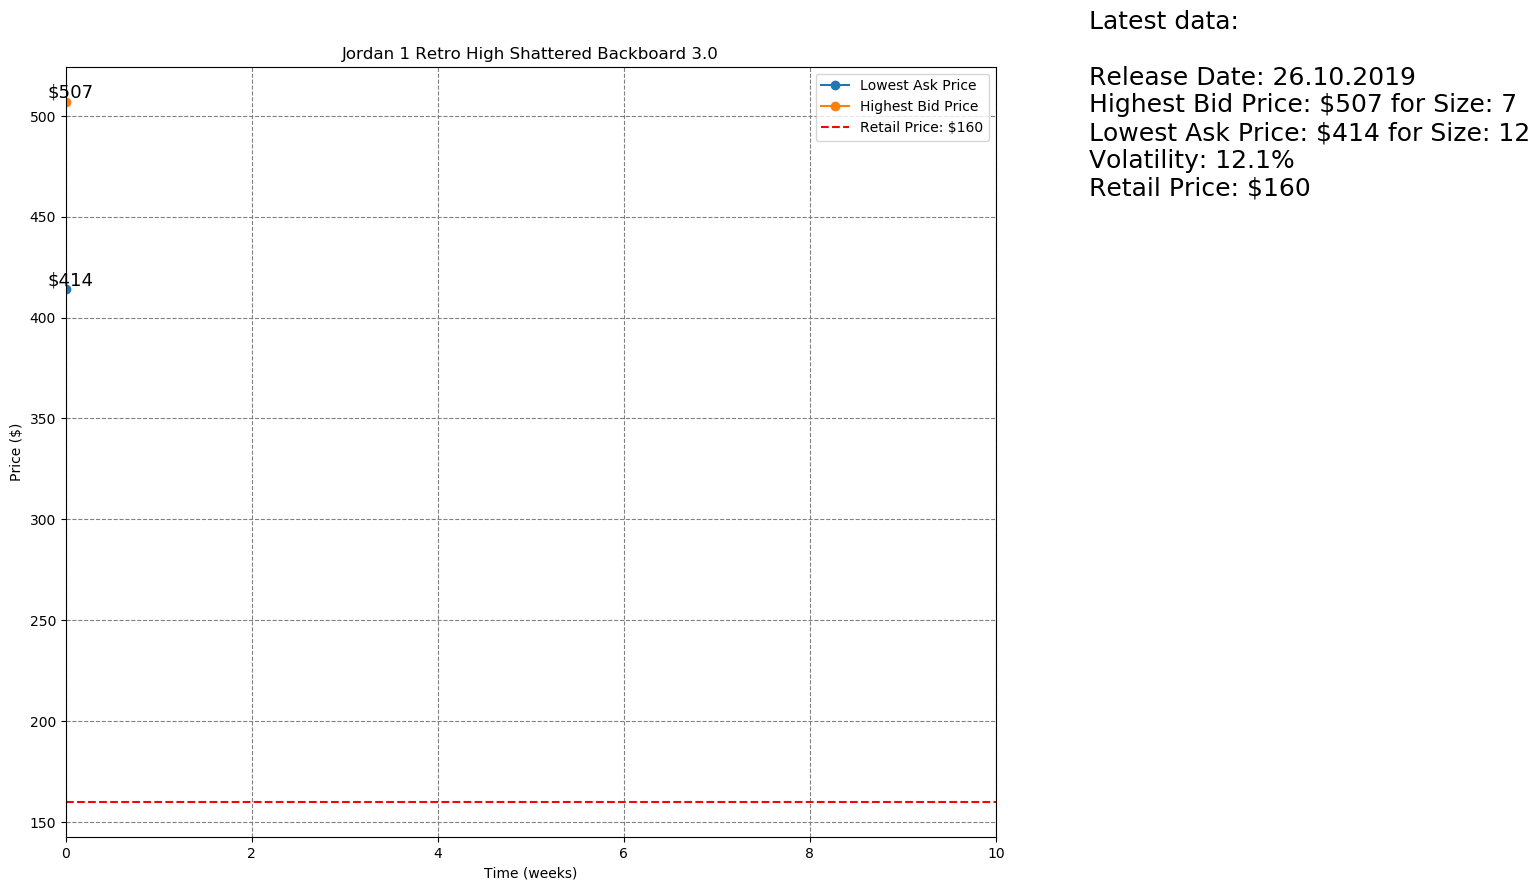 Latest data:
Release Date: 26.10.2019
Highest Bid Price: $507 for Size: 7
Lowest Ask Price: $414 for Size: 12
Volatility: 12.1%
Retail Price: $160
Jordan 1 Retro High Shattered Backboard 3.0
Lowest Ask Price
Highest Bid Price
Retail Price: $160
$507
$414
500
450
400
350
300
250
200
150
Price ($)
0 2 4 6 8 10
Time (weeks)